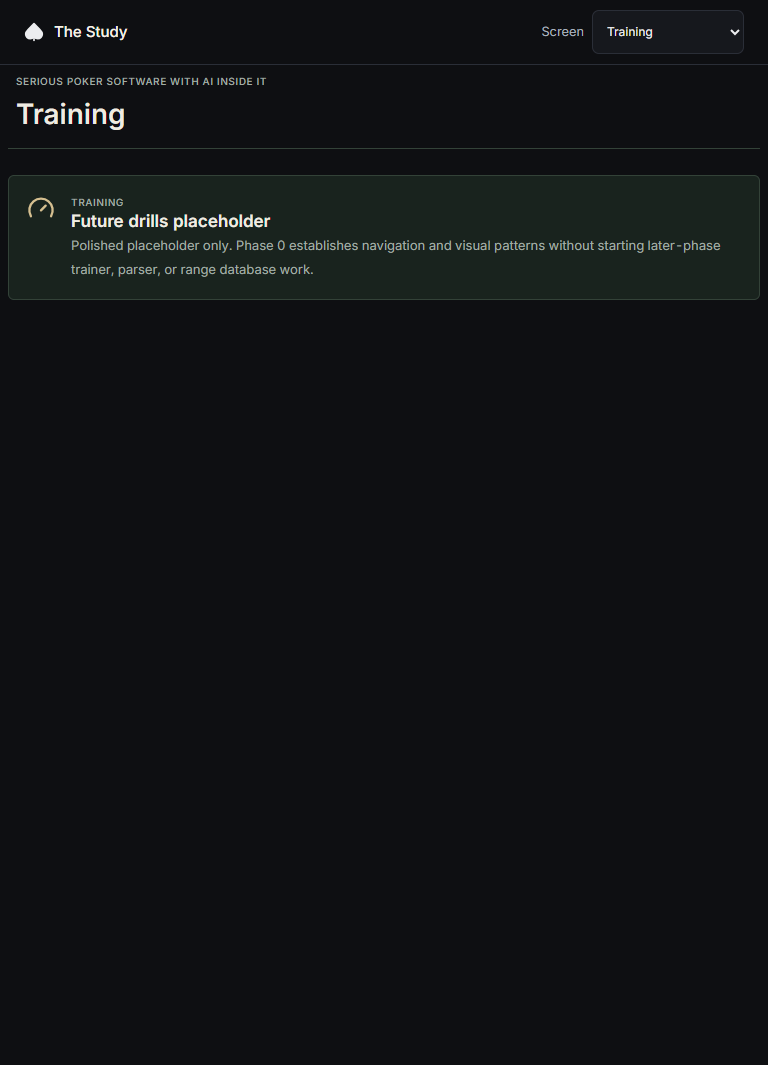 The Study
Screen
Training
SERIOUS POKER SOFTWARE WITH AI INSIDE IT
Training
TRAINING
Future drills placeholder
Polished placeholder only. Phase 0 establishes navigation and visual patterns without starting later-phase
trainer, parser, or range database work.